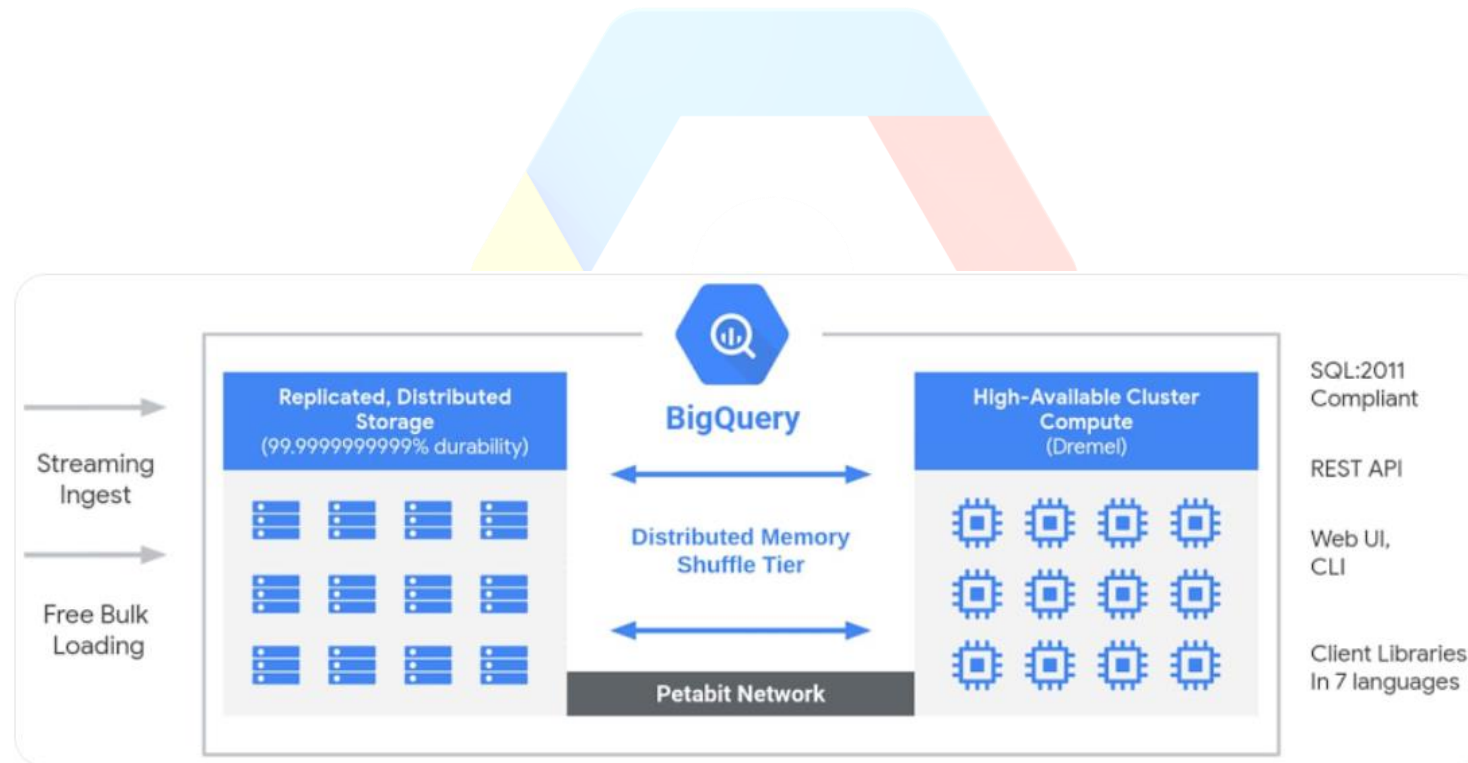 Streaming
Ingest
Free Bulk
Loading
Replicated, Distributed
Storage
(99.9999999999% durability)
BigQuery
Distributed Memory
Shuffle Tier
Petabit Network
High-Available Cluster
Compute
(Dremel)
SQL:2011
Compliant
REST API
Web UI,
CLI
Client Libraries
In 7 languages